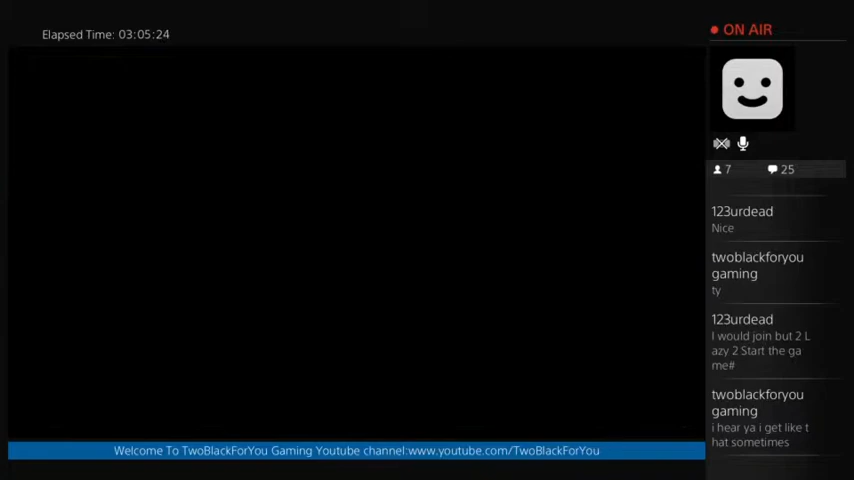 Elapsed Time: 03:05:24
ON AIR
7 25
123urdead
Nice
twoblackforyou
gaming
ty
123urdead
I would join but 2 L
azy 2 Start the ga
me#
twoblackforyou
gaming
i hear ya i get like t
hat sometimes
Welcome To TwoBlackForYou Gaming Youtube channel:www.youtube.com/TwoBlackForYou